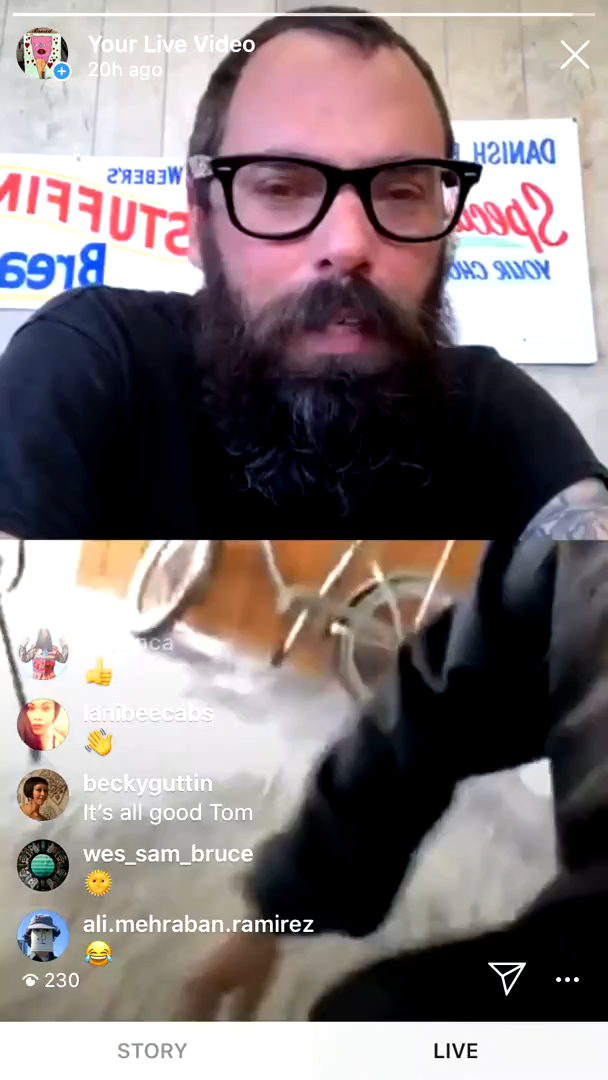 Your Live Video
20h ago
DANISH
WEBER'S
Spec
STUFFIN
YOUR CHO
Brea
lanibeecabs
👋
👍
beckyguttin
It's all good Tom
wes_sam_bruce
🌞
ali.mehraban.ramirez
😂
230
STORY
LIVE